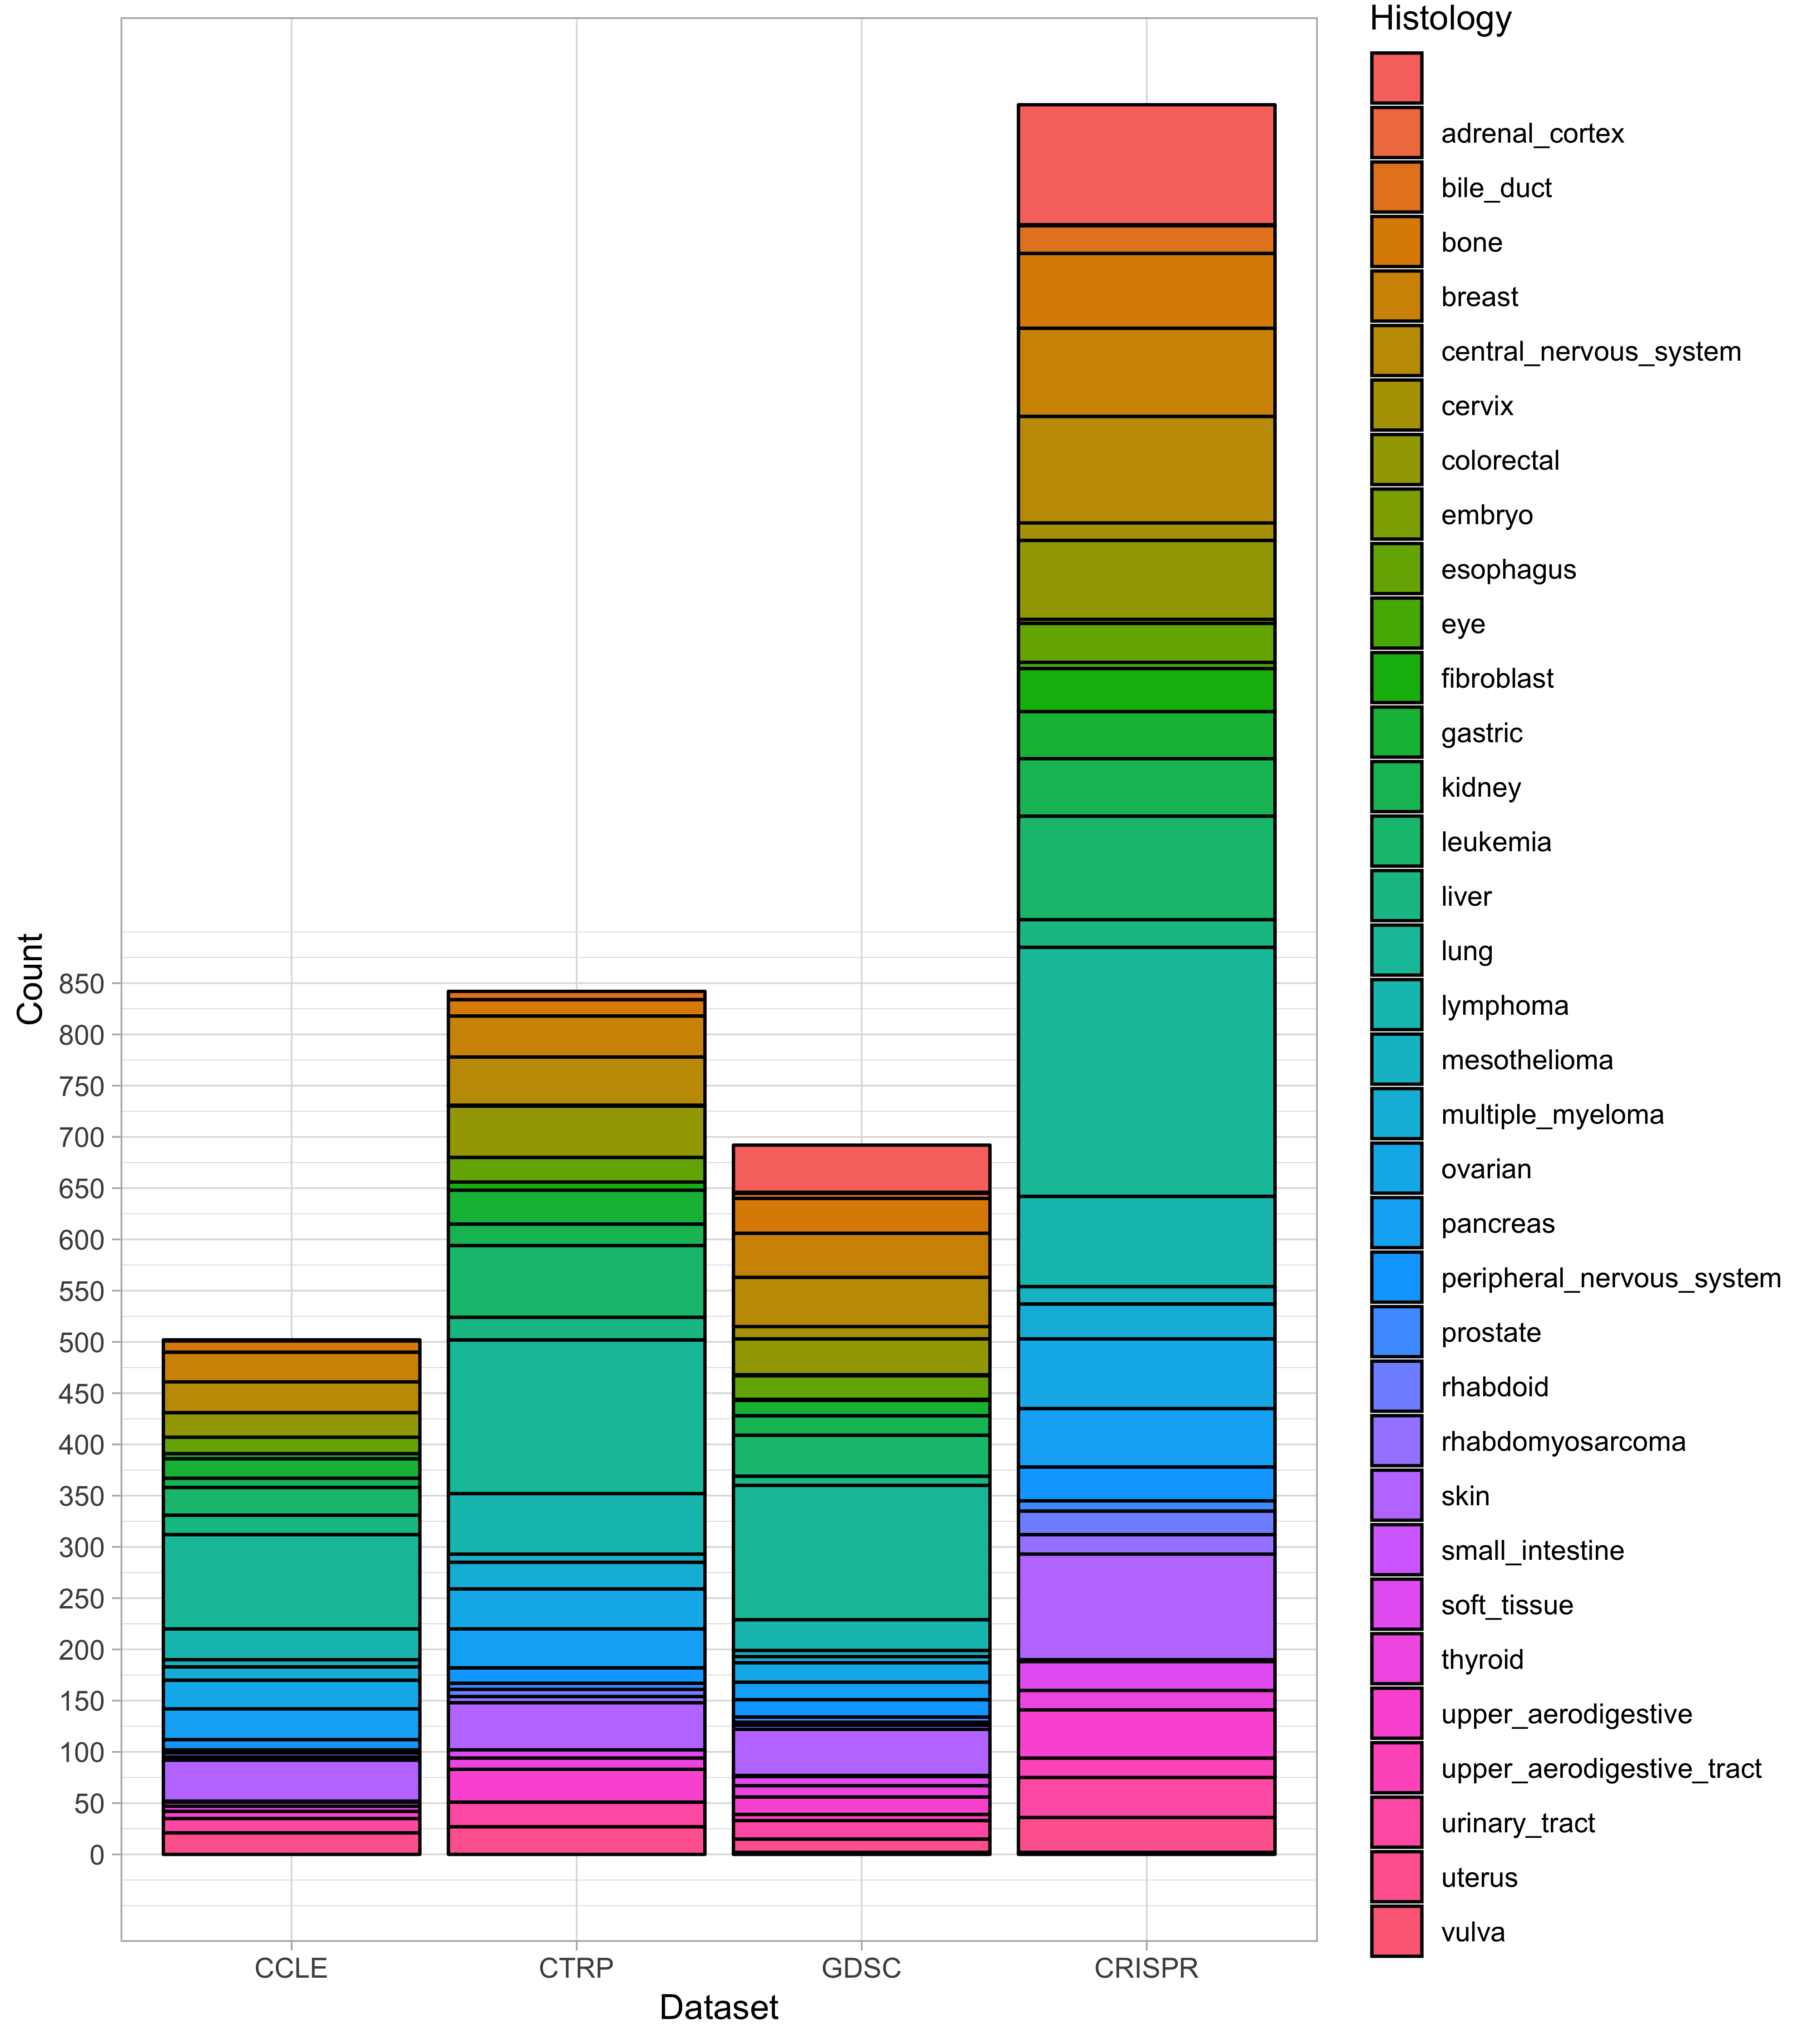 Histology
adrenal_cortex
bile_duct
bone
breast
central_nervous_system
cervix
colorectal
embryo
esophagus
eye
fibroblast
gastric
kidney
leukemia
liver
lung
lymphoma
mesothelioma
multiple_myeloma
ovarian
pancreas
peripheral_nervous_system
prostate
rhabdoid
rhabdomyosarcoma
skin
small_intestine
soft_tissue
thyroid
upper_aerodigestive
upper_aerodigestive_tract
urinary_tract
uterus
vulva
Count
850
800
750
700
650
600
550
500
450
400
350
300
250
200
150
100
50
0
CCLE CTRP GDSC CRISPR
Dataset